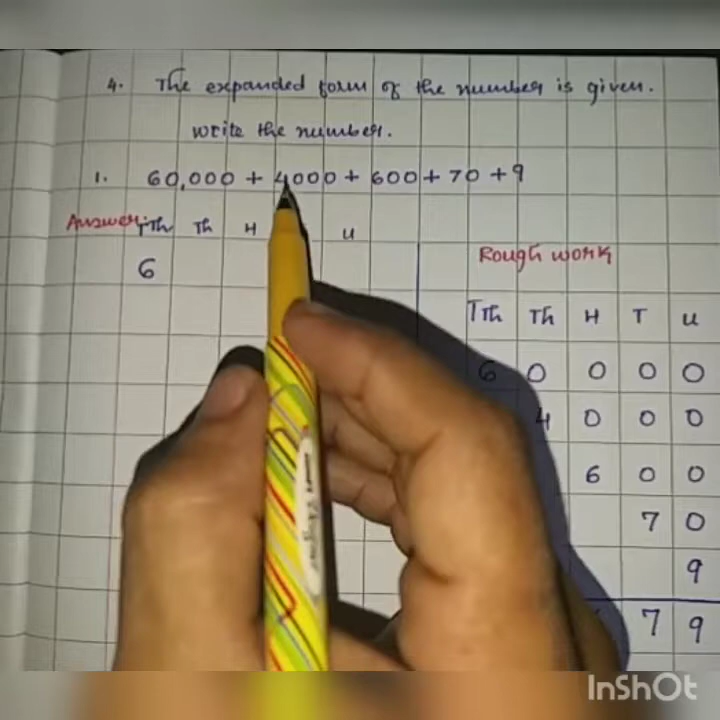 4. The expanded form of the number is given.
write the number.
1. 60,000 + 4000 + 600 + 70 + 9
Answer: Tth Th H U
6
Rough work
Tth Th H T U
6 0 0 0 0
4 0 0 0
6 0 0
7 0
9
7 9
InShOt